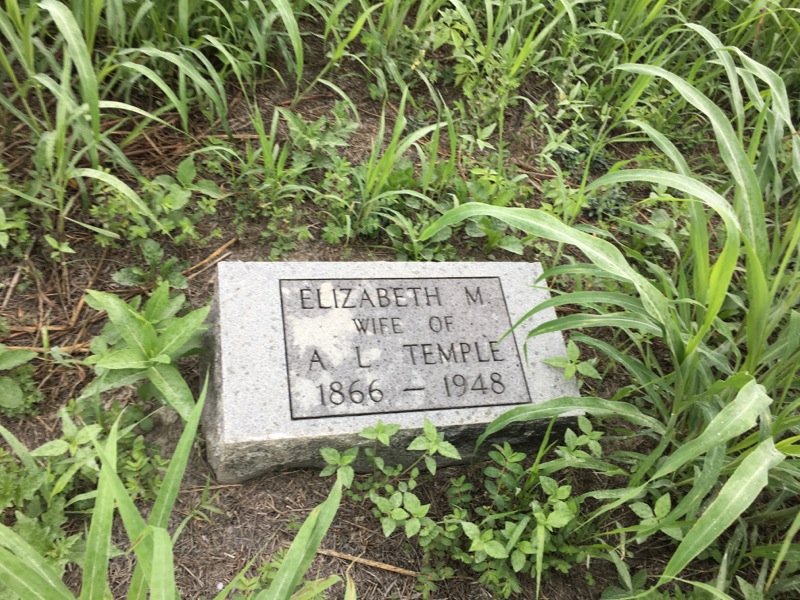 ELIZABETH M.
WIFE OF
A. L. TEMPLE
1866 — 1948